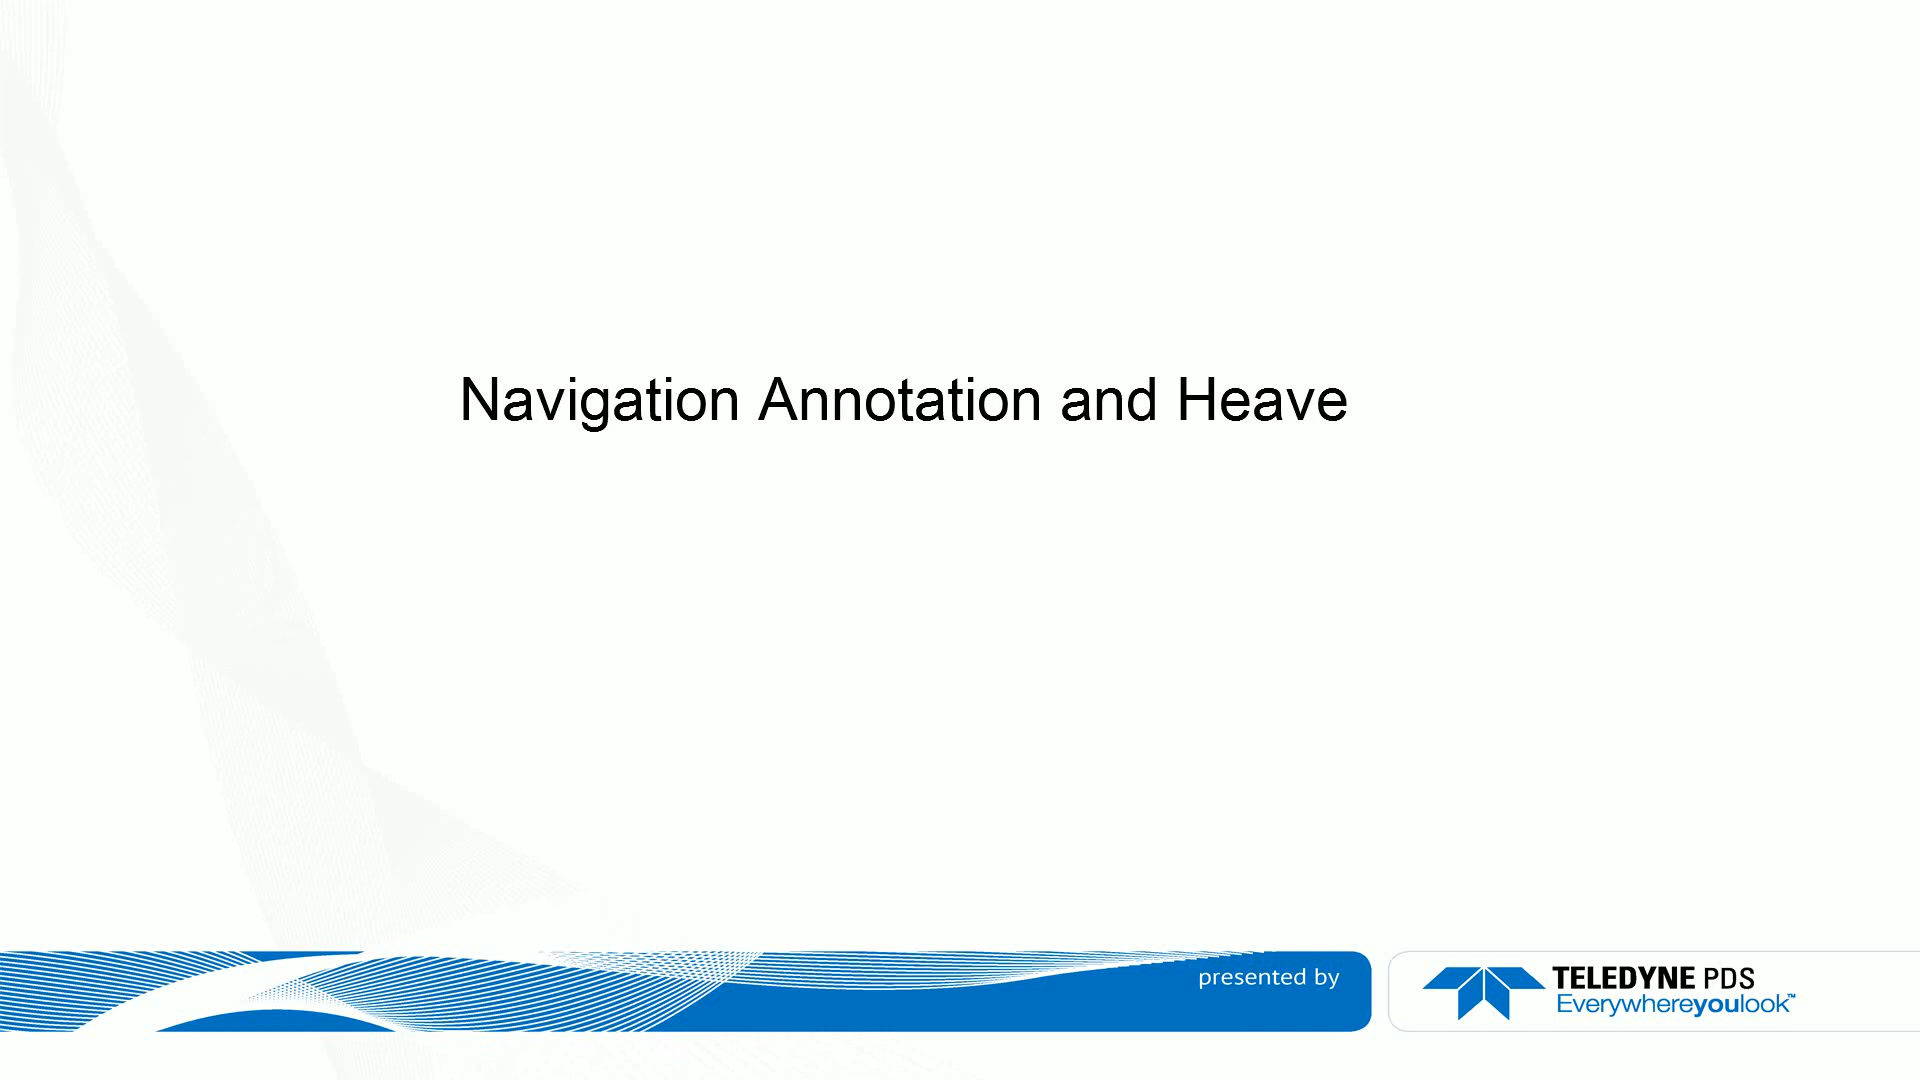 Navigation Annotation and Heave
presented by
TELEDYNE PDS
Everywhereyoulook™